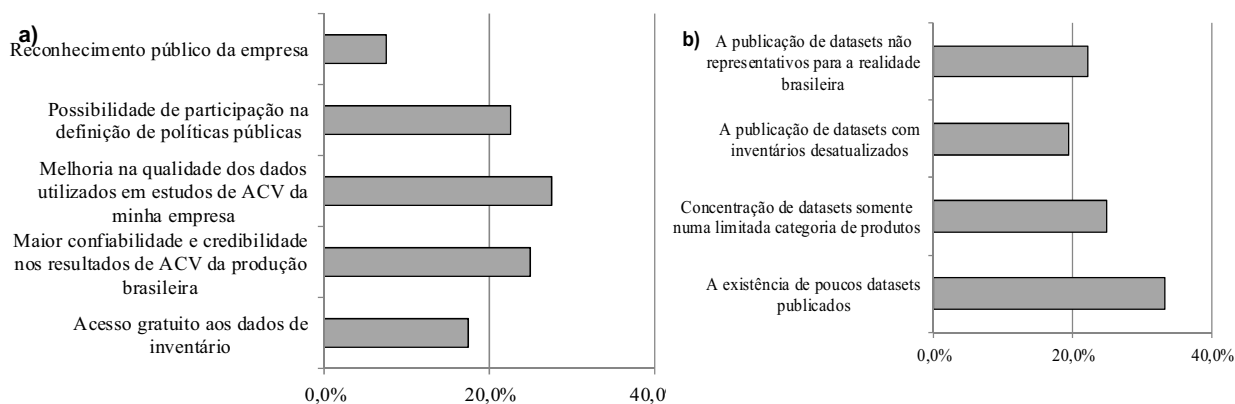 a)
Reconhecimento público da empresa
Possibilidade de participação na
definição de políticas públicas
Melhoria na qualidade dos dados
utilizados em estudos de ACV da
minha empresa
Maior confiabilidade e credibilidade
nos resultados de ACV da produção
brasileira
Acesso gratuito aos dados de
inventário
0,0%
20,0%
40,0
b)
A publicação de datasets não
representativos para a realidade
brasileira
A publicação de datasets com
inventários desatualizados
Concentração de datasets somente
numa limitada categoria de produtos
A existência de poucos datasets
publicados
0,0%
20,0%
40,0%